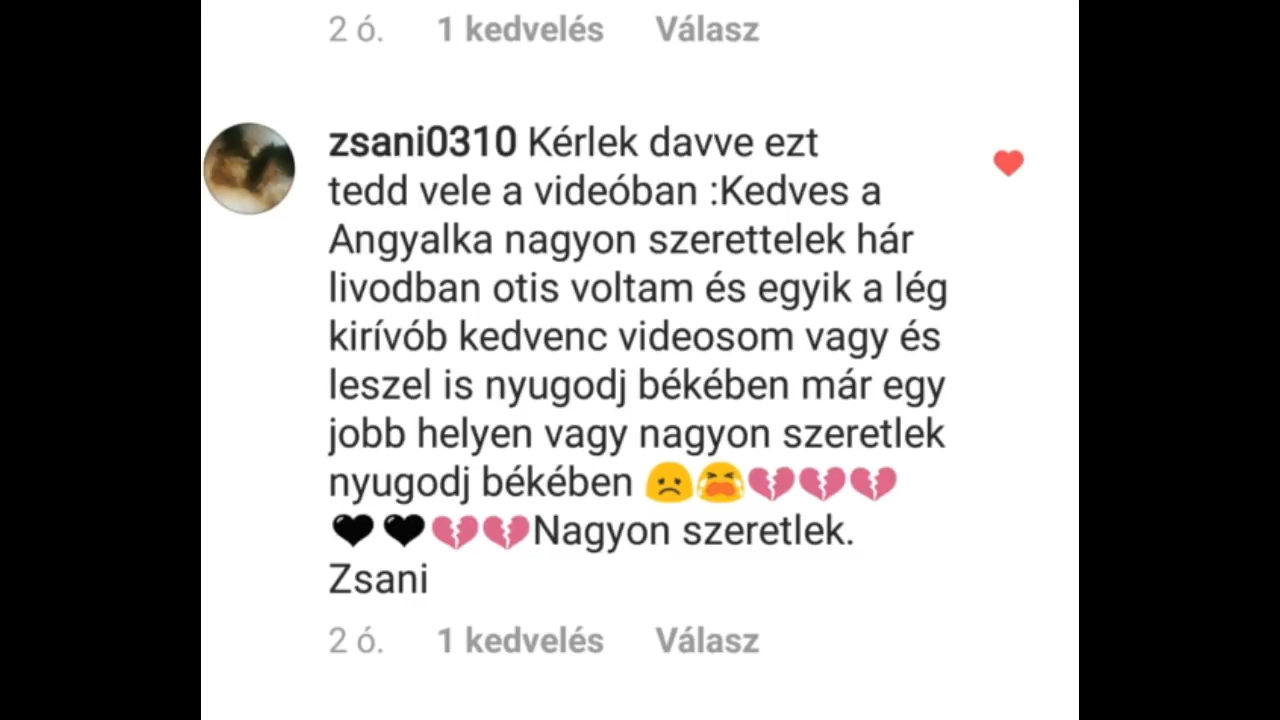 2 ó. 1 kedvelés Válasz
zsani0310 Kérlek davve ezt
tedd vele a videóban :Kedves a
Angyalka nagyon szerettelek hár
livodban otis voltam és egyik a lég
kirívób kedvenc videosom vagy és
leszel is nyugodj békében már egy
jobb helyen vagy nagyon szeretlek
nyugodj békében 🙁😭💔💔💔
🖤🖤💔💔Nagyon szeretlek.
Zsani
2 ó. 1 kedvelés Válasz